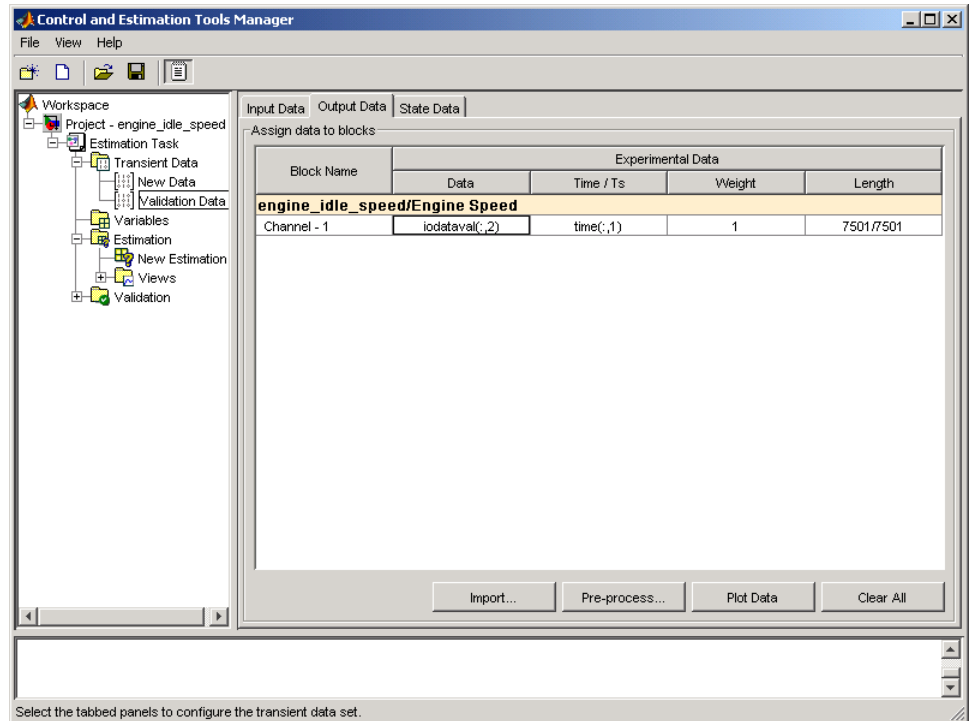 Control and Estimation Tools Manager
File View Help
Workspace
Project - engine_idle_speed
Estimation Task
Transient Data
New Data
Validation Data
Variables
Estimation
New Estimation
Views
Validation
Input Data Output Data State Data
Assign data to blocks
Block Name Experimental Data
Data Time / Ts Weight Length
engine_idle_speed/Engine Speed
Channel - 1 iodataval(:,2) time(:,1) 1 7501/7501
Import... Pre-process... Plot Data Clear All
Select the tabbed panels to configure the transient data set.